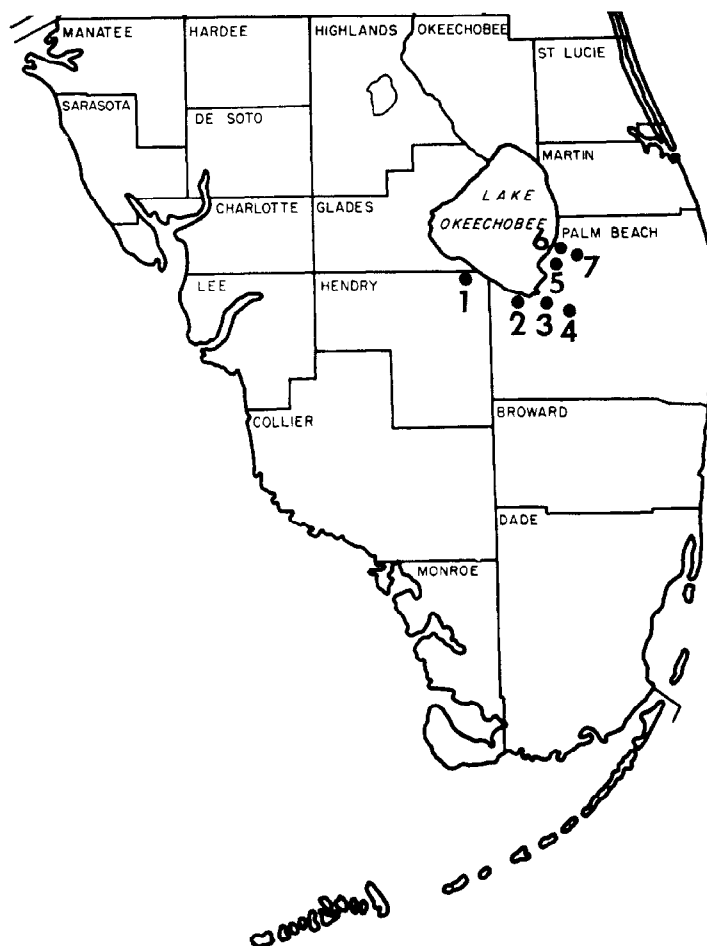 MANATEE
HARDEE
HIGHLANDS
OKEECHOBEE
ST LUCIE
SARASOTA
DE SOTO
MARTIN
LAKE
OKEECHOBEE
CHARLOTTE
GLADES
PALM BEACH
6
7
5
LEE
HENDRY
1
2
3
4
BROWARD
COLLIER
DADE
MONROE